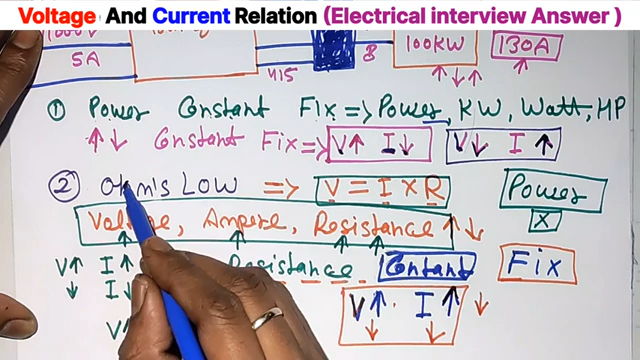 Voltage And Current Relation (Electrical interview Answer )
1000V
5A
415
8
100KW
130A
↑ ↓ ↑
① Power Constant Fix => Power, KW, Watt, HP
↑↓ Constant Fix => V↑ I↓ V↓ I↑
② Ohm's Low => V = I × R Power
X
Voltage, Ampere, Resistance ↑↓
V↑ I↑ Resistance Contant Fix
↓ I↓ V↑ I↑ ↓
V↑